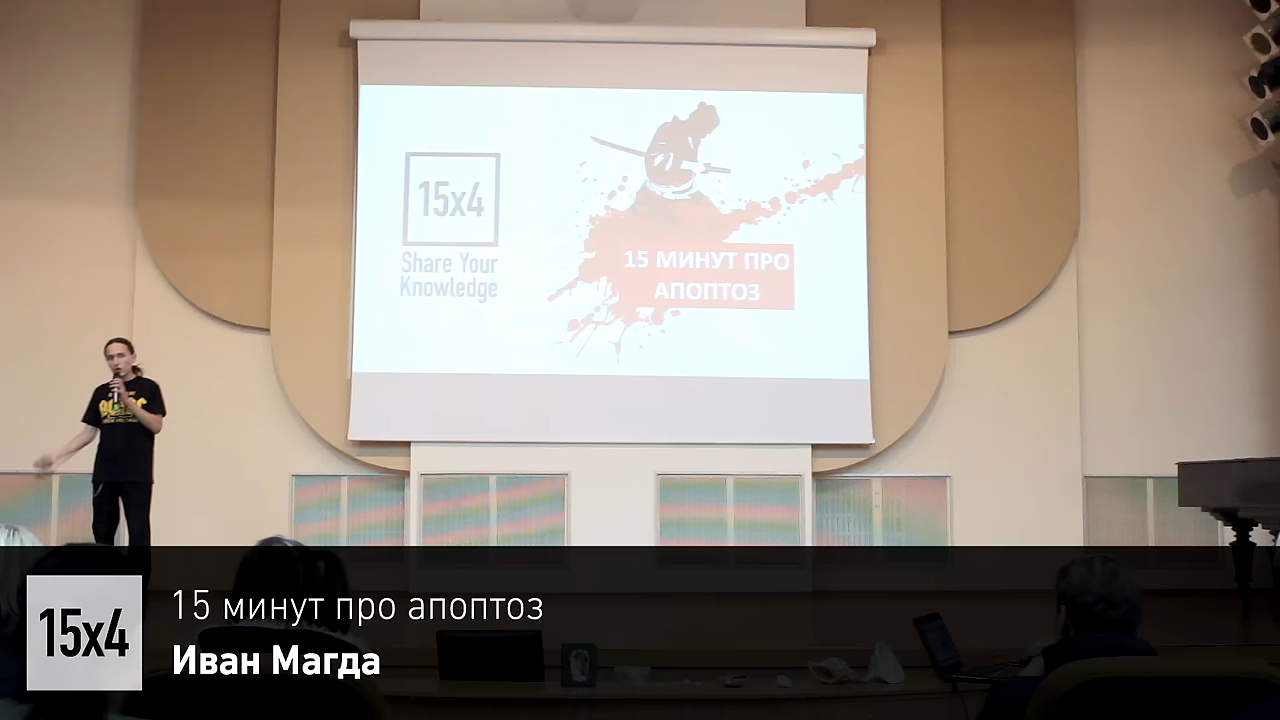 15x4
Share Your
Knowledge
15 МИНУТ ПРО
АПОПТОЗ
15x4
15 минут про апоптоз
Иван Магда